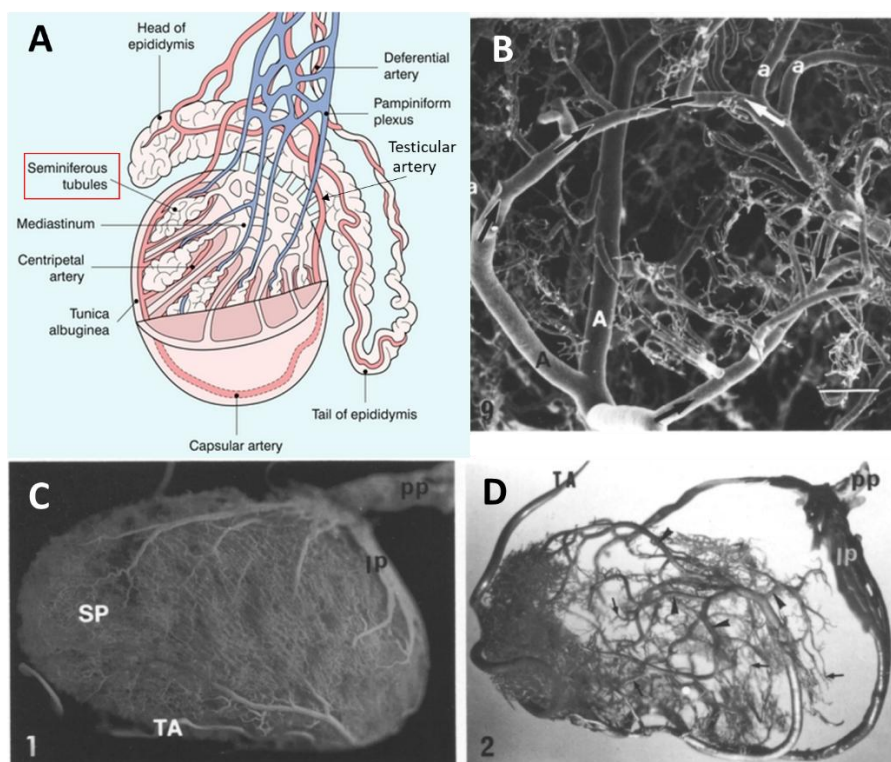 A
Head of
epididymis
Deferential
artery
Pampiniform
plexus
Testicular
artery
Seminiferous
tubules
Mediastinum
Centripetal
artery
Tunica
albuginea
Tail of epididymis
Capsular artery
B
a
a
a
A
A
9
C
pp
lp
SP
TA
1
D
TA
pp
lp
2